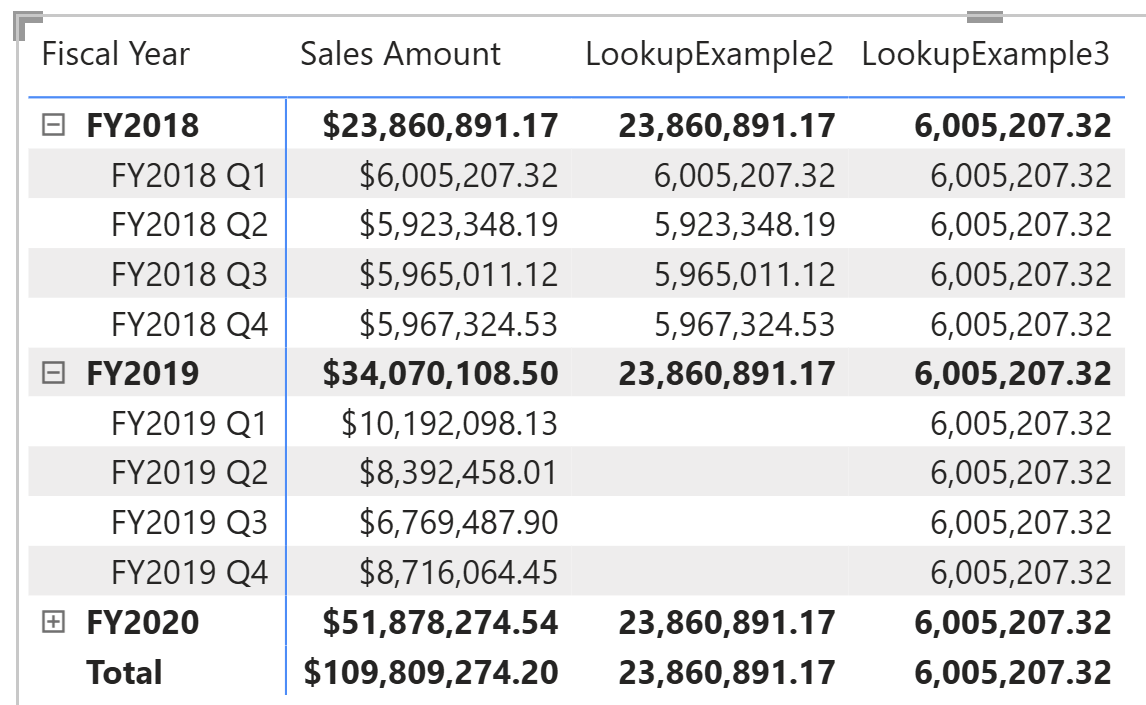 Fiscal Year Sales Amount LookupExample2 LookupExample3
FY2018 $23,860,891.17 23,860,891.17 6,005,207.32
FY2018 Q1 $6,005,207.32 6,005,207.32 6,005,207.32
FY2018 Q2 $5,923,348.19 5,923,348.19 6,005,207.32
FY2018 Q3 $5,965,011.12 5,965,011.12 6,005,207.32
FY2018 Q4 $5,967,324.53 5,967,324.53 6,005,207.32
FY2019 $34,070,108.50 23,860,891.17 6,005,207.32
FY2019 Q1 $10,192,098.13 6,005,207.32
FY2019 Q2 $8,392,458.01 6,005,207.32
FY2019 Q3 $6,769,487.90 6,005,207.32
FY2019 Q4 $8,716,064.45 6,005,207.32
FY2020 $51,878,274.54 23,860,891.17 6,005,207.32
Total $109,809,274.20 23,860,891.17 6,005,207.32